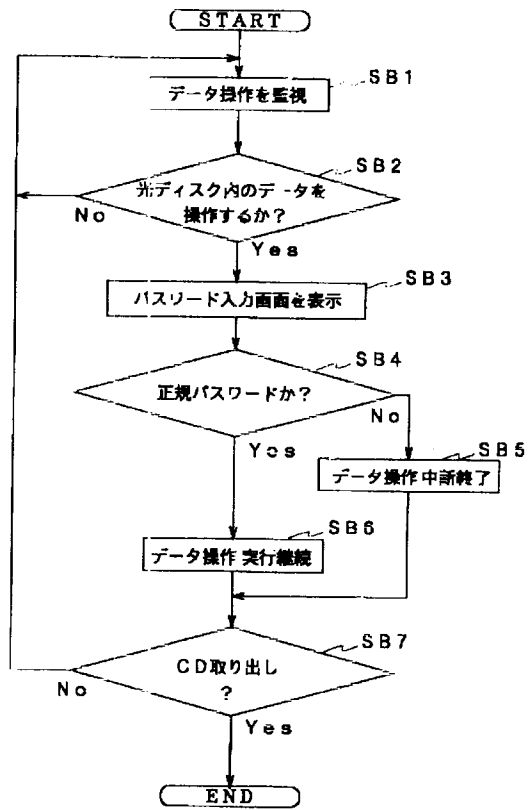 START
データ操作を監視
SB1
光ディスク内のデータを
操作するか?
SB2
No
Yes
パスワード入力画面を表示
SB3
正規パスワードか?
SB4
No
Yes
データ操作中断終了
SB5
データ操作実行継続
SB6
CD取り出し
?
SB7
No
Yes
END